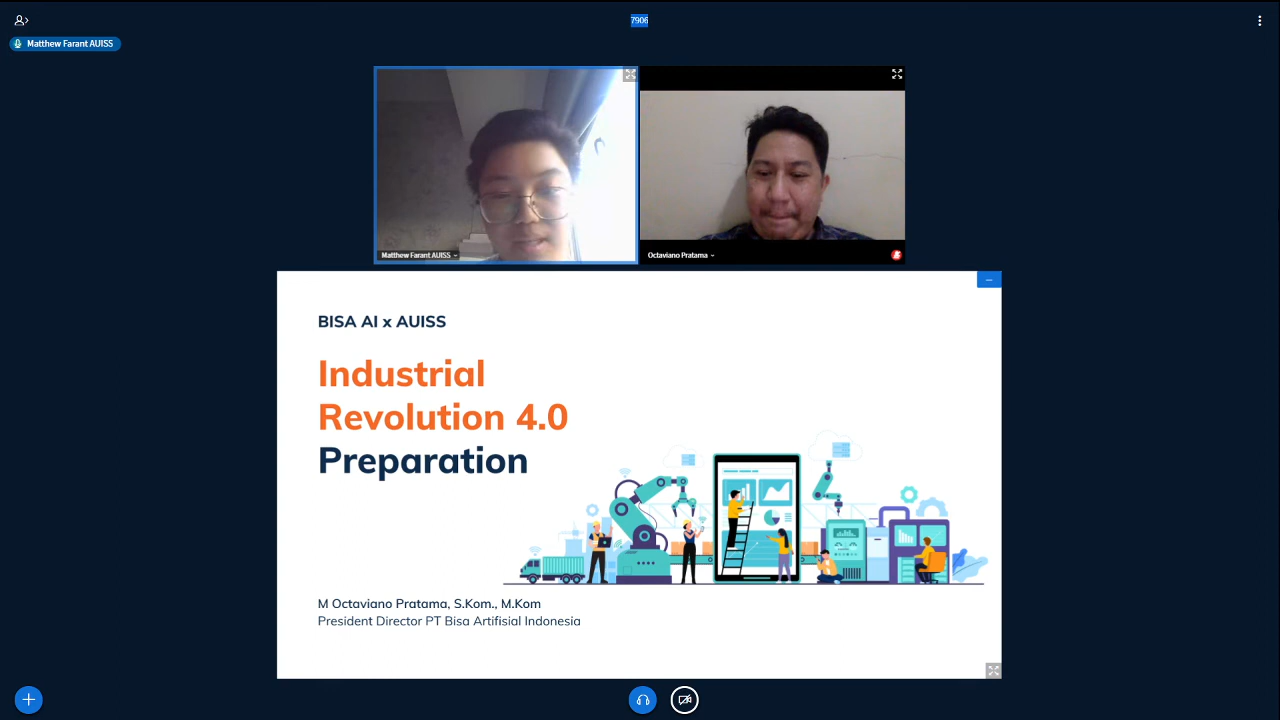 7906
Matthew Farant AUISS
Matthew Farant AUISS
Octaviano Pratama
BISA AI x AUISS
Industrial
Revolution 4.0
Preparation
M Octaviano Pratama, S.Kom., M.Kom
President Director PT Bisa Artifisial Indonesia